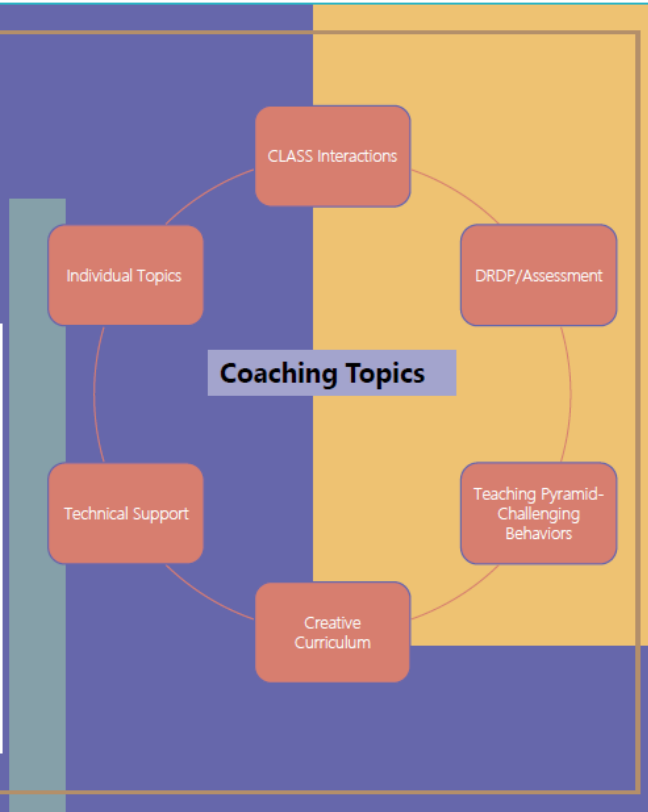 CLASS Interactions
Individual Topics
DRDP/Assessment
Coaching Topics
Technical Support
Teaching Pyramid-
Challenging
Behaviors
Creative
Curriculum